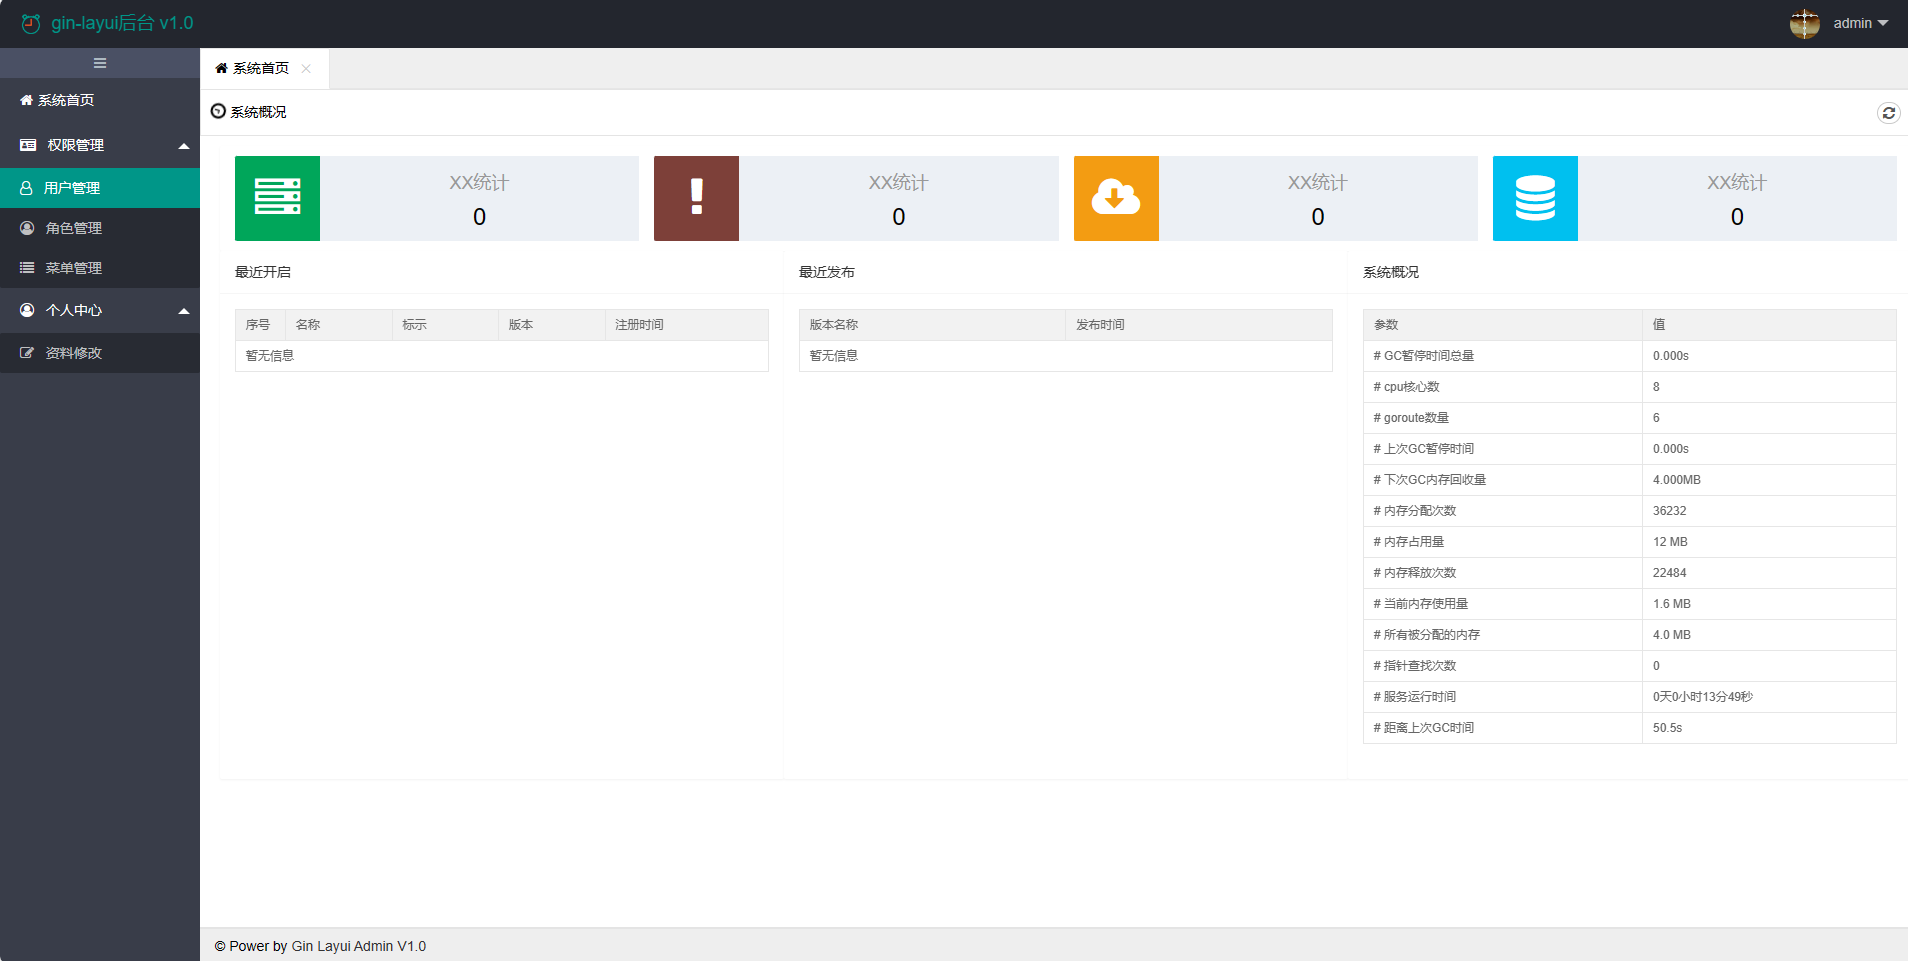 gin-layui后台 v1.0
admin
系统首页
权限管理
用户管理
角色管理
菜单管理
个人中心
资料修改
系统首页
系统概况
XX统计
0
XX统计
0
XX统计
0
XX统计
0
最近开启
序号 名称 标示 版本 注册时间
暂无信息
最近发布
版本名称 发布时间
暂无信息
系统概况
参数 值
# GC暂停时间总量 0.000s
# cpu核心数 8
# goroute数量 6
# 上次GC暂停时间 0.000s
# 下次GC内存回收量 4.000MB
# 内存分配次数 36232
# 内存占用量 12 MB
# 内存释放次数 22484
# 当前内存使用量 1.6 MB
# 所有被分配的内存 4.0 MB
# 指针查找次数 0
# 服务运行时间 0天0小时13分49秒
# 距离上次GC时间 50.5s
© Power by Gin Layui Admin V1.0